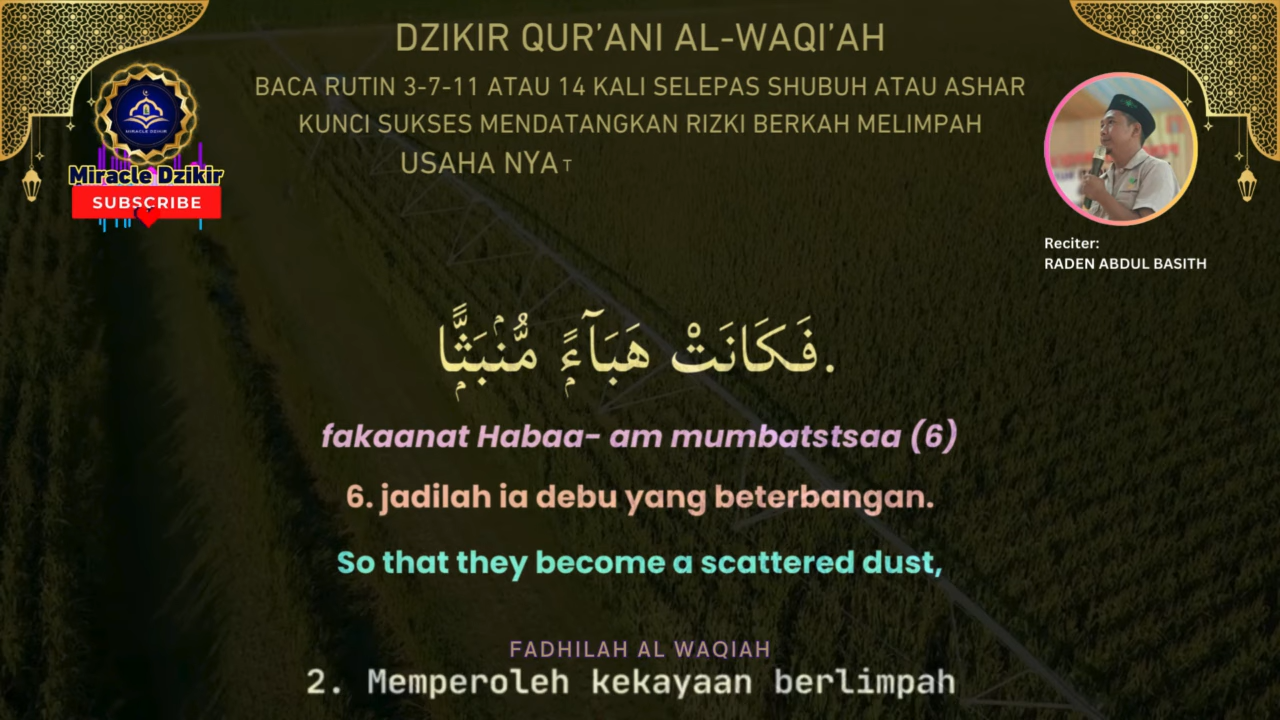 DZIKIR QUR'ANI AL-WAQI'AH
BACA RUTIN 3-7-11 ATAU 14 KALI SELEPAS SHUBUH ATAU ASHAR
KUNCI SUKSES MENDATANGKAN RIZKI BERKAH MELIMPAH
USAHA NYA T
MIRACLE DZIKIR
Miracle Dzikir
SUBSCRIBE
Reciter:
RADEN ABDUL BASITH
فَكَانَتْ هَبَآءًۭ مُّنۢبَثًّۭا.
fakaanat Habaa- am mumbatstsaa (6)
6. jadilah ia debu yang beterbangan.
So that they become a scattered dust,
FADHILAH AL WAQIAH
2. Memperoleh kekayaan berlimpah